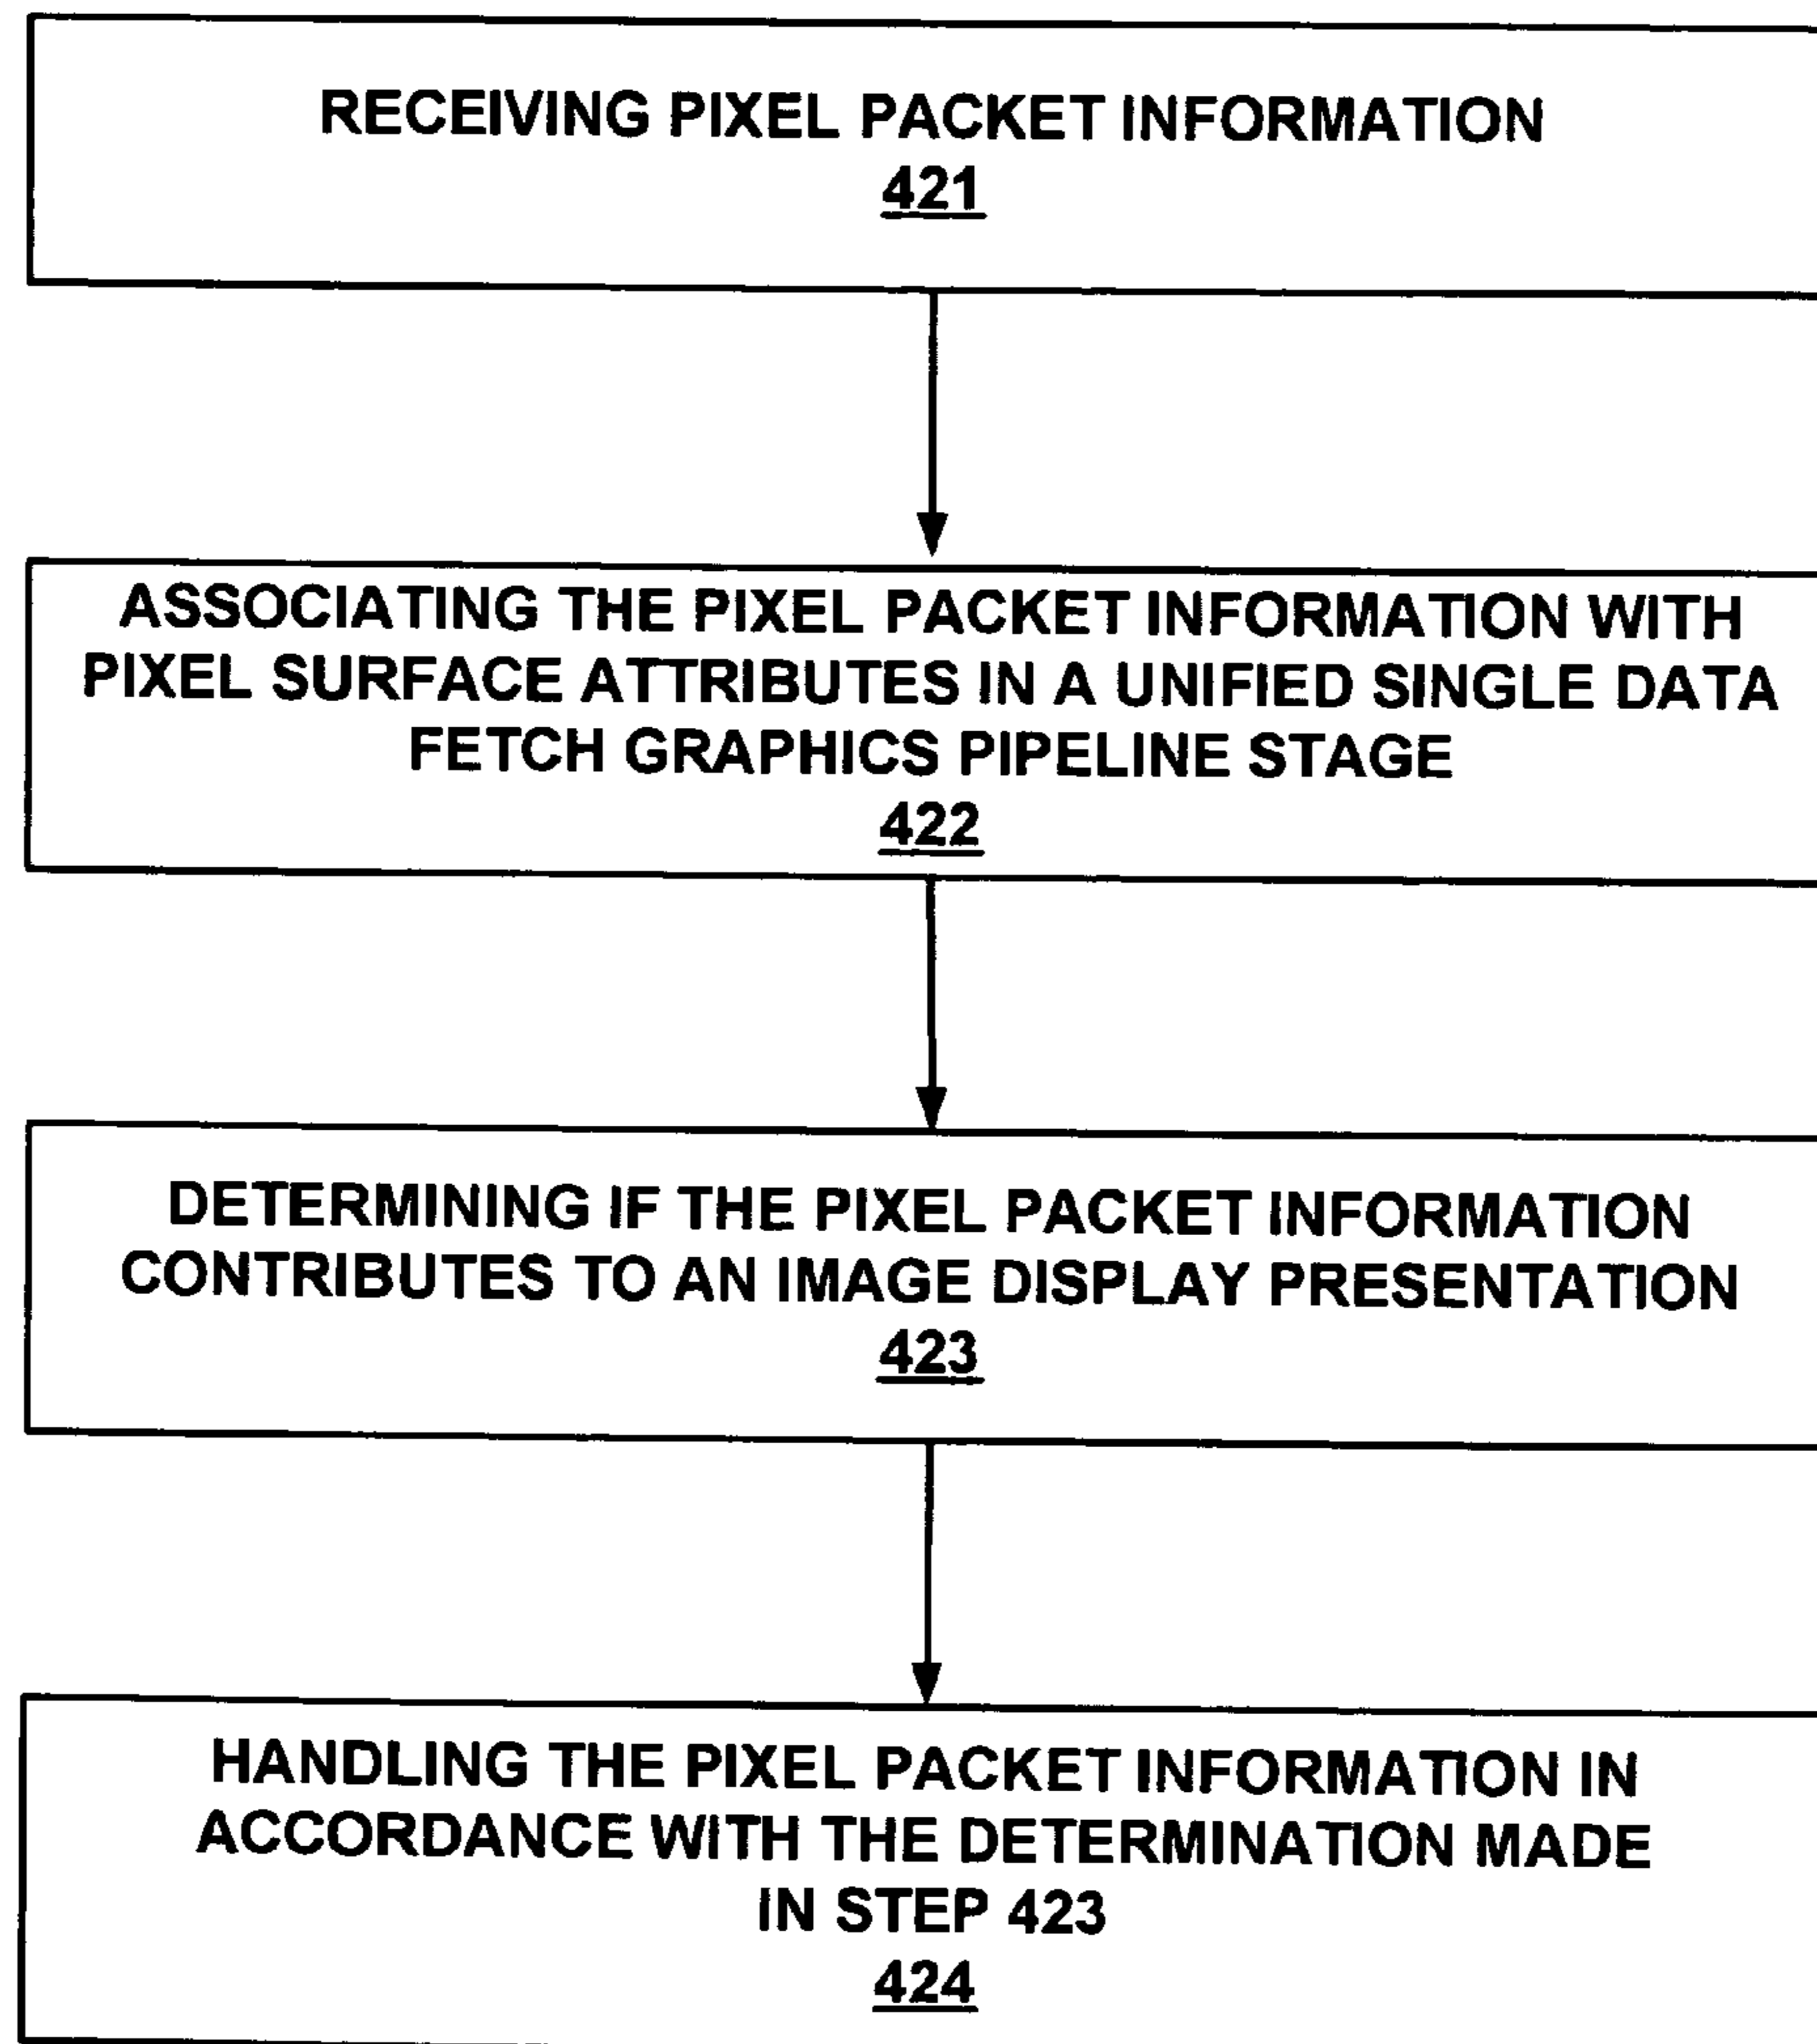 RECEIVING PIXEL PACKET INFORMATION
421
ASSOCIATING THE PIXEL PACKET INFORMATION WITH
PIXEL SURFACE ATTRIBUTES IN A UNIFIED SINGLE DATA
FETCH GRAPHICS PIPELINE STAGE
422
DETERMINING IF THE PIXEL PACKET INFORMATION
CONTRIBUTES TO AN IMAGE DISPLAY PRESENTATION
423
HANDLING THE PIXEL PACKET INFORMATION IN
ACCORDANCE WITH THE DETERMINATION MADE
IN STEP 423
424